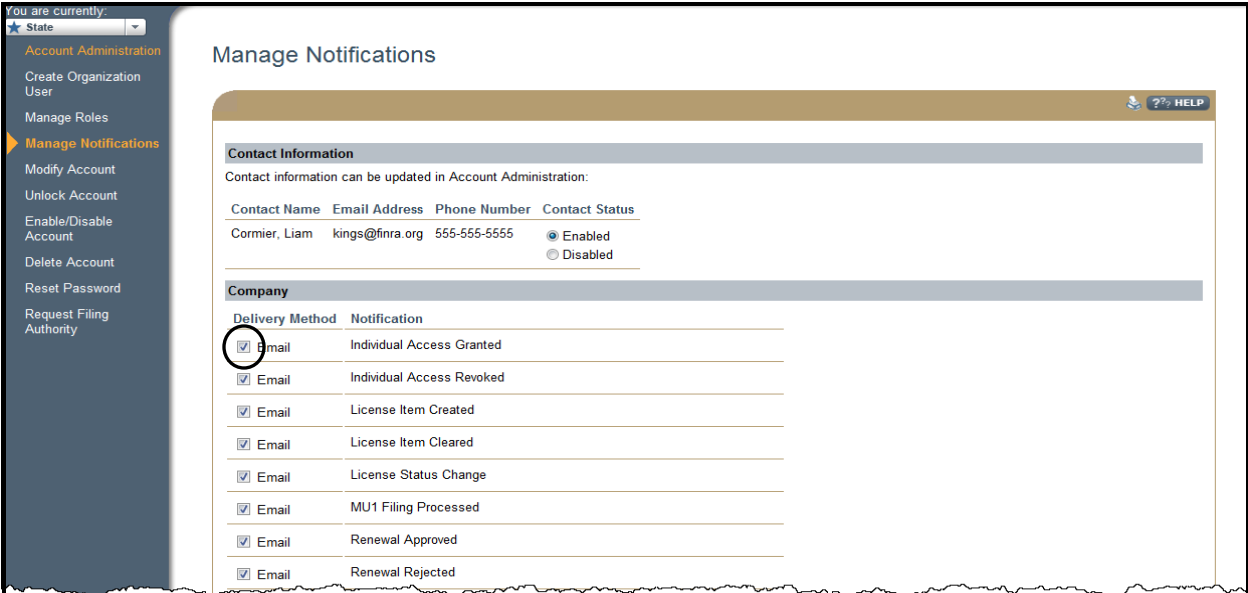 You are currently:
State
Account Administration
Create Organization
User
Manage Roles
Manage Notifications
Modify Account
Unlock Account
Enable/Disable
Account
Delete Account
Reset Password
Request Filing
Authority
Manage Notifications
??? HELP
Contact Information
Contact information can be updated in Account Administration:
Contact Name Email Address Phone Number Contact Status
Cormier, Liam kings@finra.org 555-555-5555 Enabled
Disabled
Company
Delivery Method Notification
Email Individual Access Granted
Email Individual Access Revoked
Email License Item Created
Email License Item Cleared
Email License Status Change
Email MU1 Filing Processed
Email Renewal Approved
Email Renewal Rejected